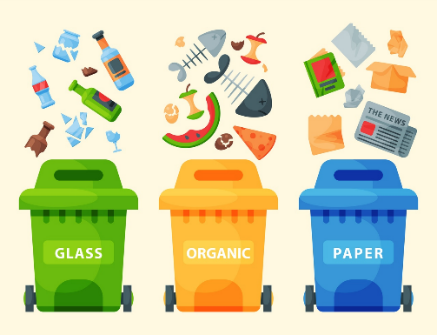 THE NEWS
GLASS
ORGANIC
PAPER